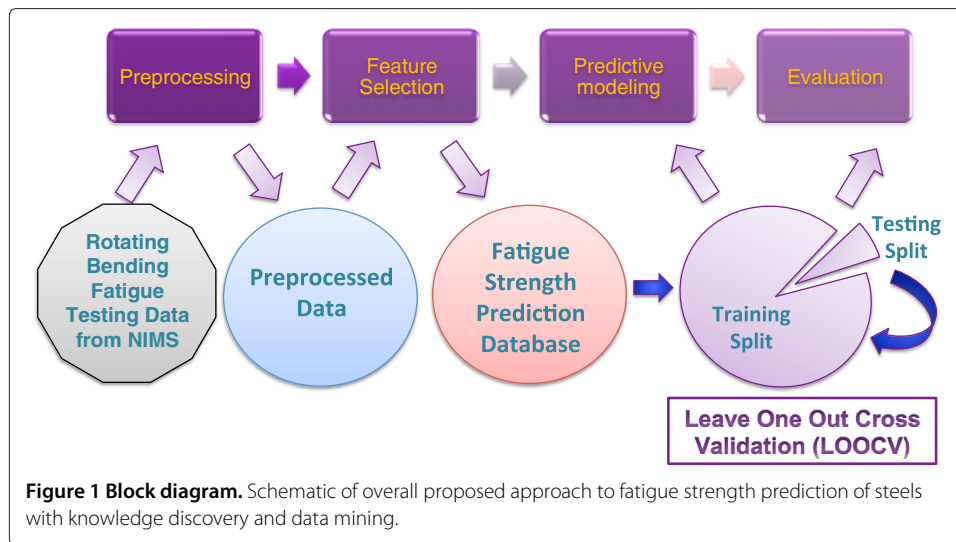 Preprocessing
Feature
Selection
Predictive
modeling
Evaluation
Rotating
Bending
Fatigue
Testing Data
from NIMS
Preprocessed
Data
Fatigue
Strength
Prediction
Database
Training
Split
Testing
Split
Leave One Out Cross
Validation (LOOCV)
Figure 1 Block diagram. Schematic of overall proposed approach to fatigue strength prediction of steels
with knowledge discovery and data mining.